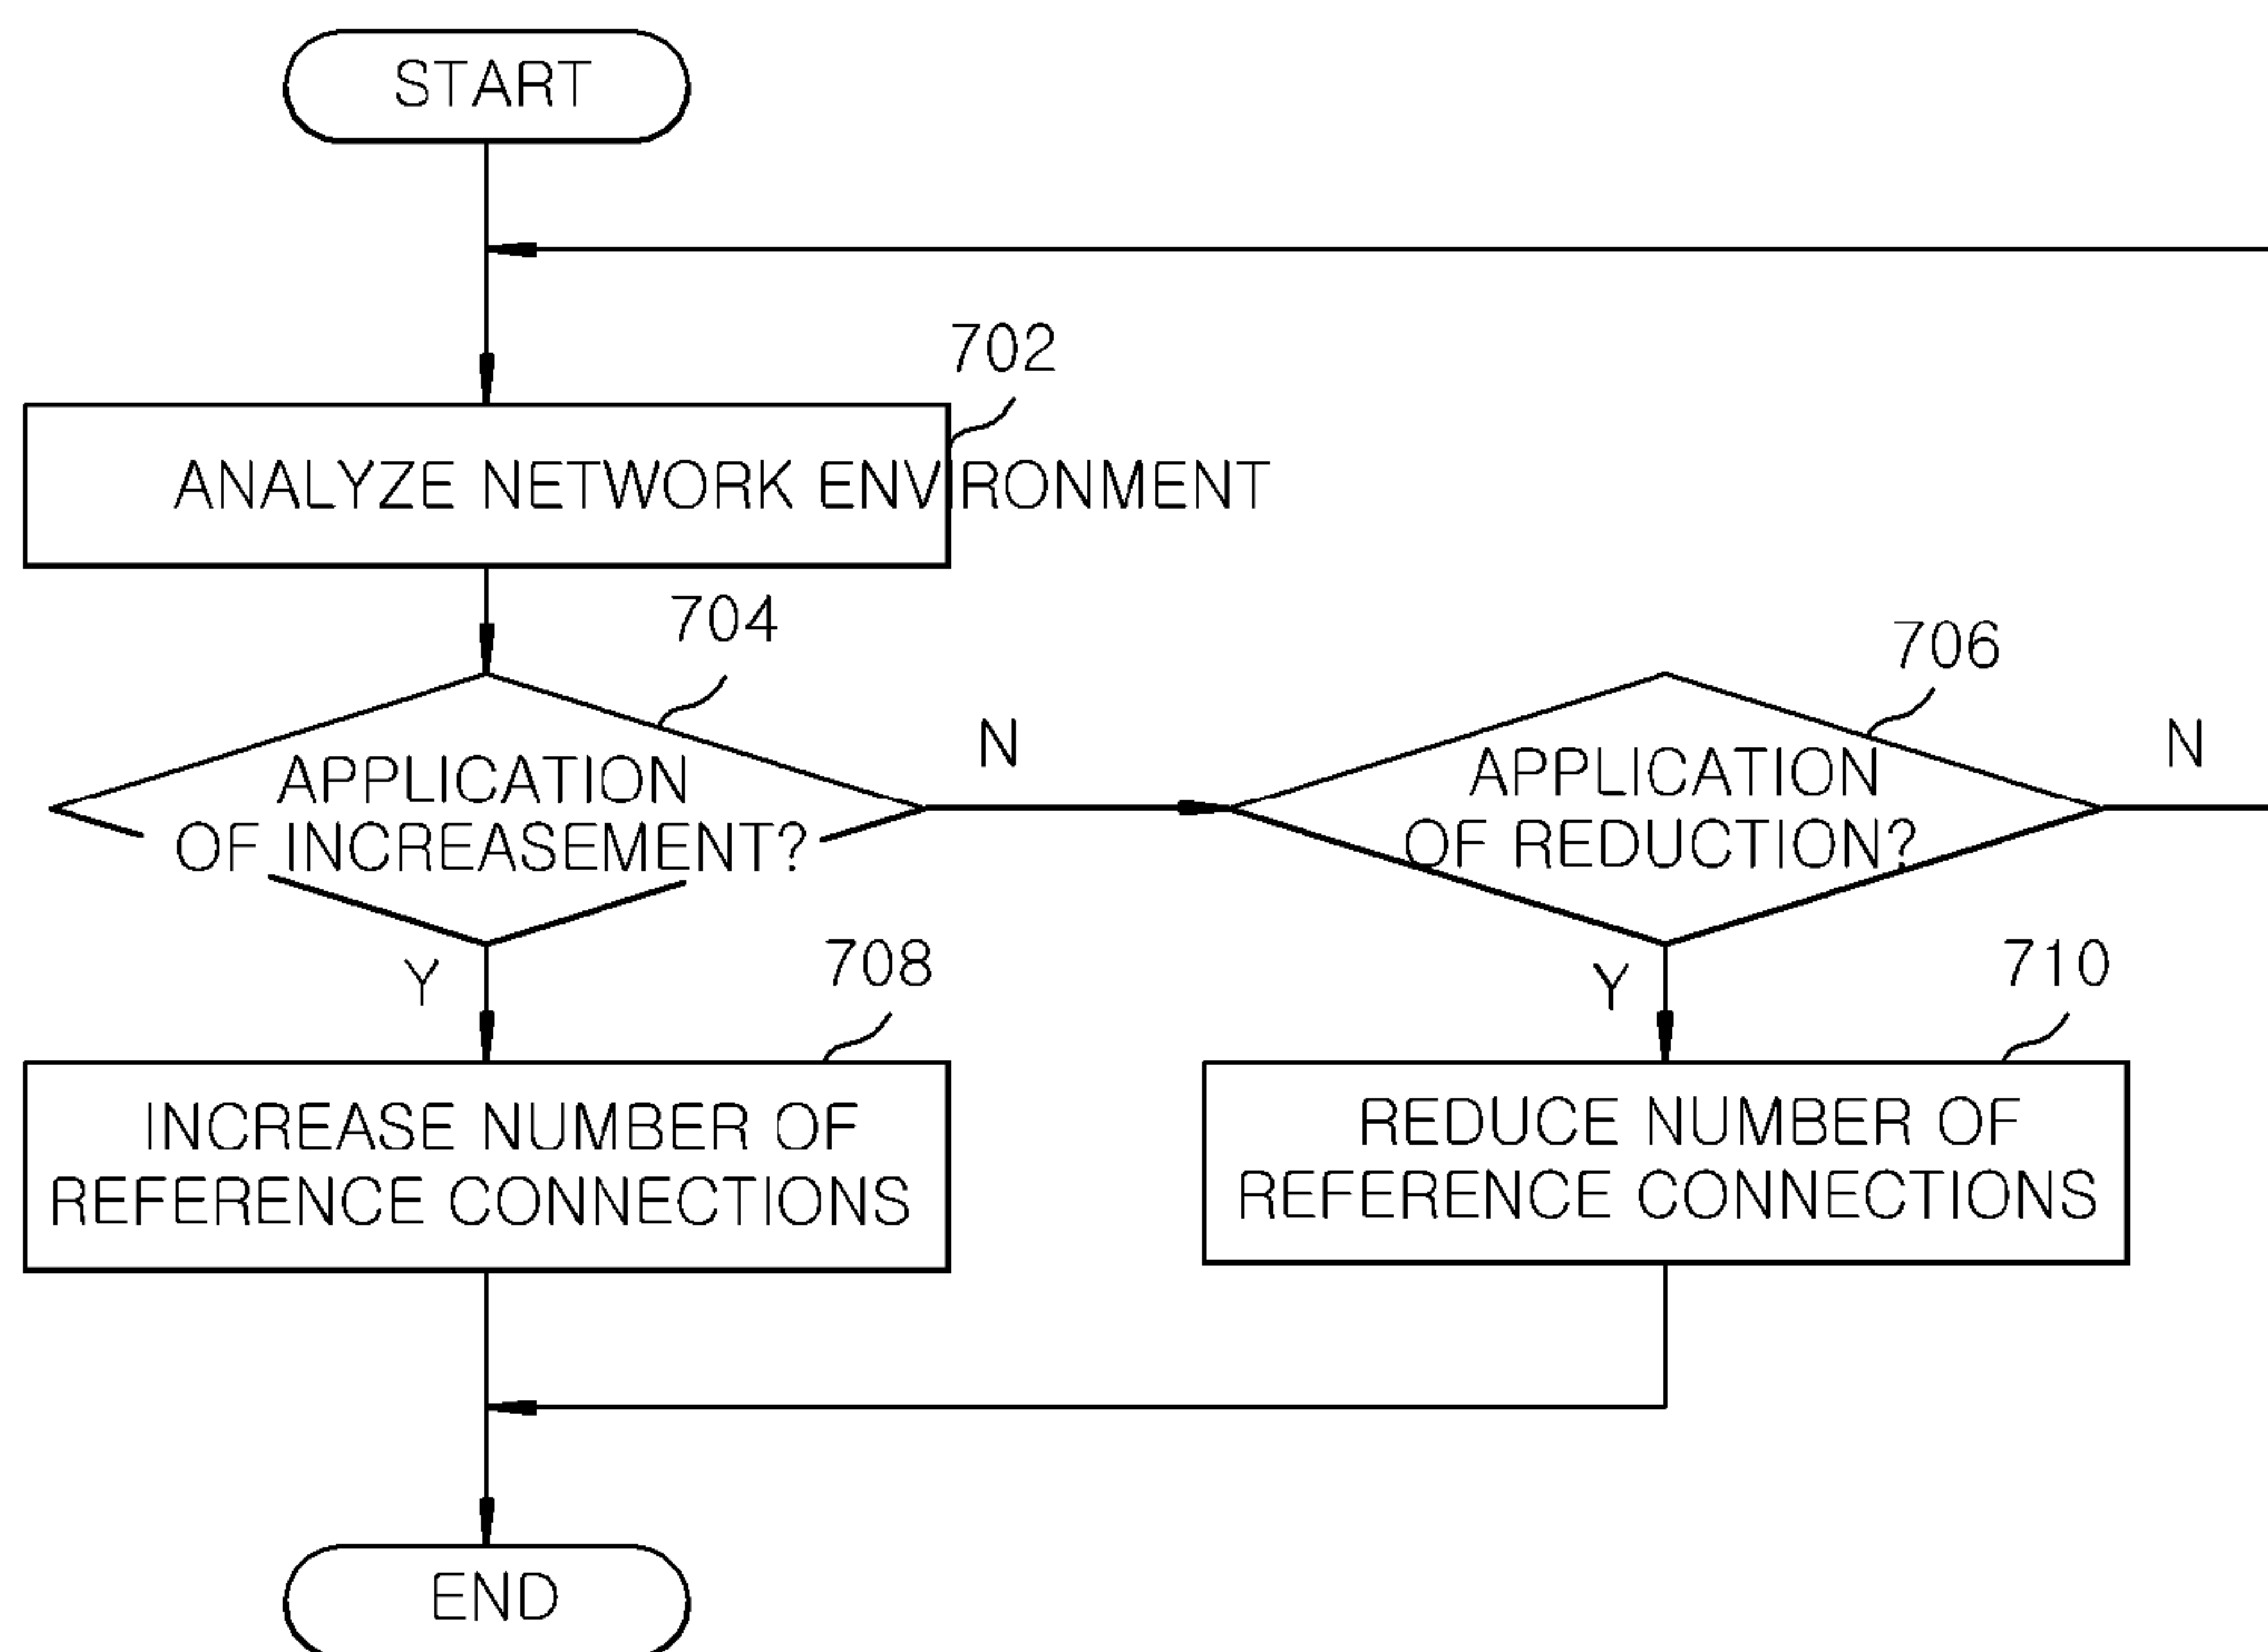 START
702
ANALYZE NETWORK ENVIRONMENT
704
706
APPLICATION
OF INCREASEMENT?
N
APPLICATION
OF REDUCTION?
N
Y
708
Y
710
INCREASE NUMBER OF
REFERENCE CONNECTIONS
REDUCE NUMBER OF
REFERENCE CONNECTIONS
END